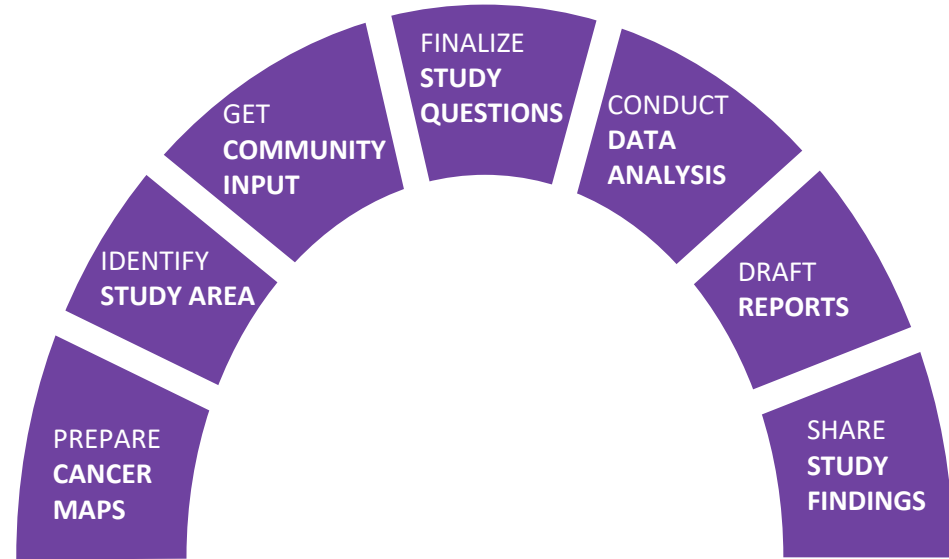 PREPARE
CANCER
MAPS
IDENTIFY
STUDY AREA
GET
COMMUNITY
INPUT
FINALIZE
STUDY
QUESTIONS
CONDUCT
DATA
ANALYSIS
DRAFT
REPORTS
SHARE
STUDY
FINDINGS